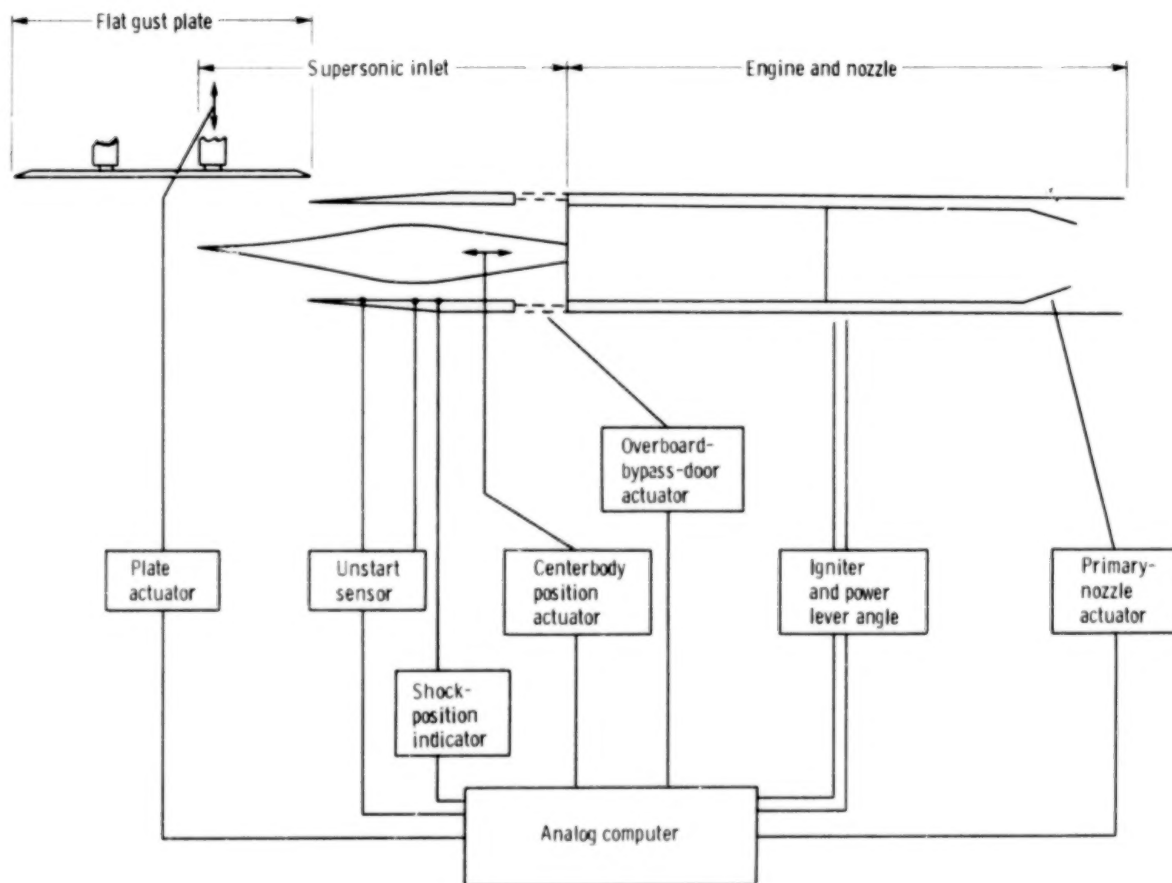 Flat gust plate
Supersonic inlet
Engine and nozzle
Overboard-
bypass-door
actuator
Plate
actuator
Unstart
sensor
Centerbody
position
actuator
Igniter
and power
lever angle
Primary-
nozzle
actuator
Shock-
position
indicator
Analog computer